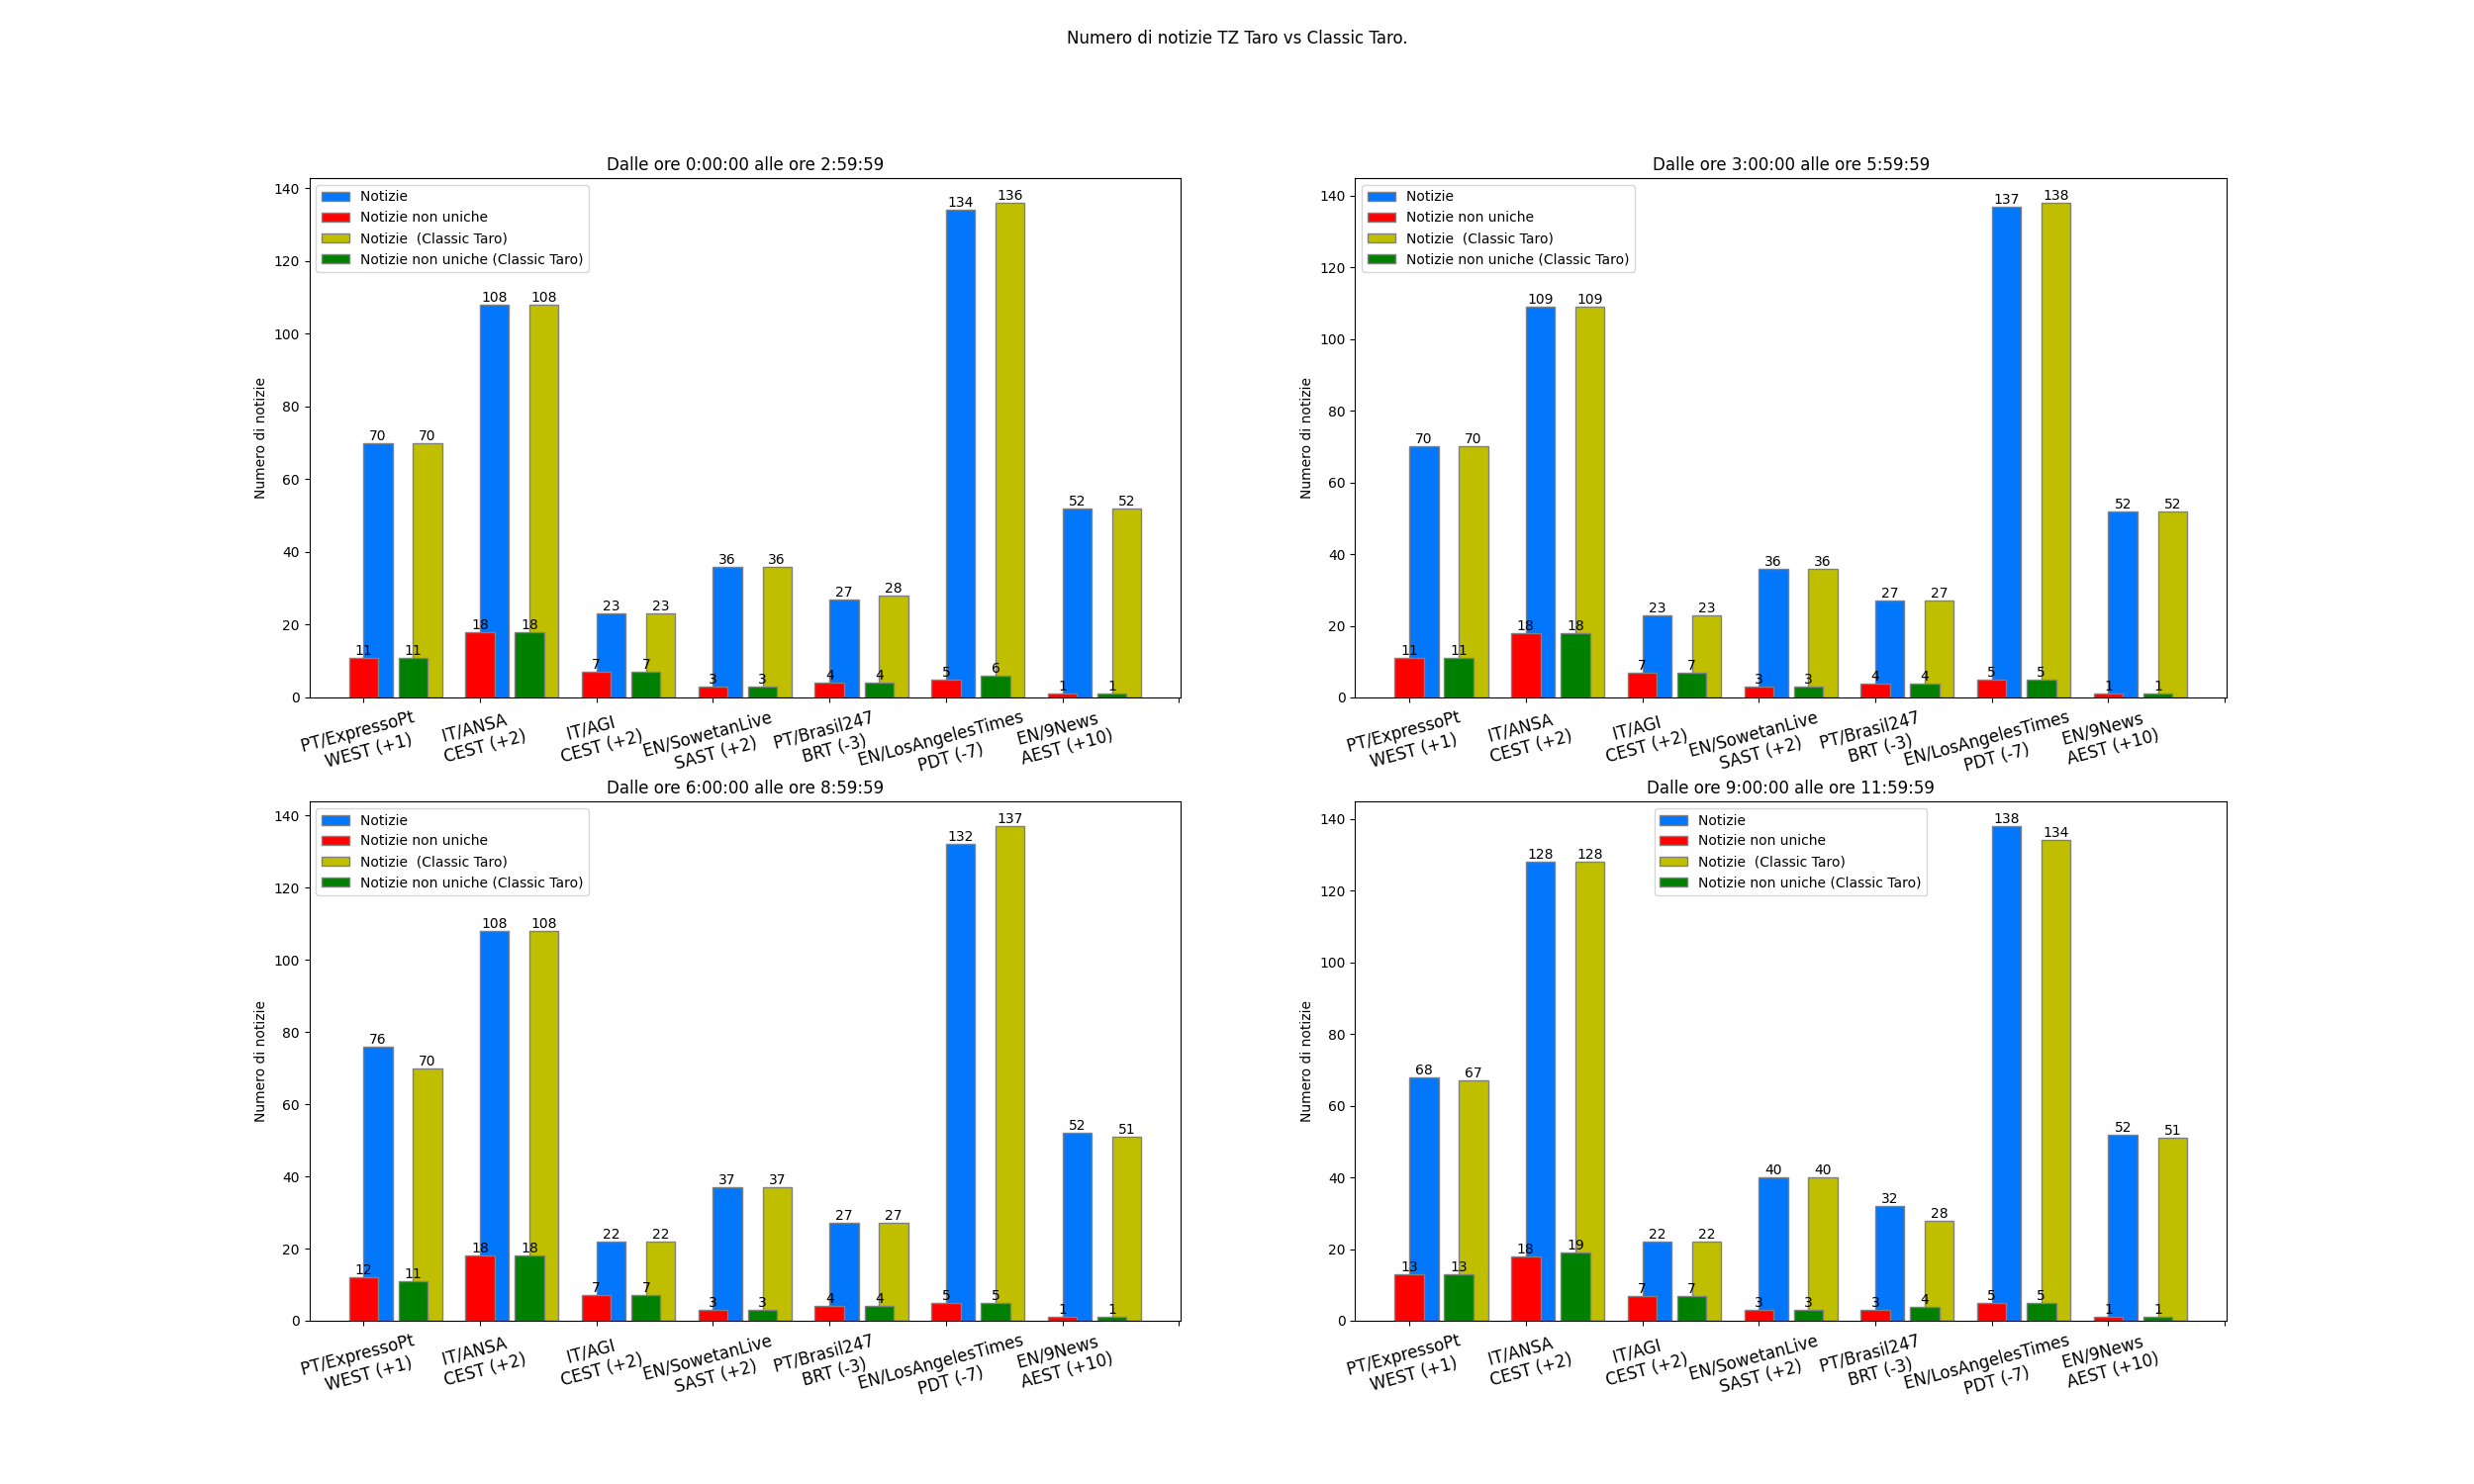 Numero di notizie TZ Taro vs Classic Taro.
Dalle ore 0:00:00 alle ore 2:59:59
Notizie
Notizie non uniche
Notizie  (Classic Taro)
Notizie non uniche (Classic Taro)
Numero di notizie
140
120
100
80
60
40
20
0
70 70 108 108 23 23 36 36 27 28 134 136 52 52
11 11 18 18 7 7 3 3 4 4 5 6 1 1
PT/ExpressoPt
WEST (+1)
IT/ANSA
CEST (+2)
IT/AGI
CEST (+2)
EN/SowetanLive
SAST (+2)
PT/Brasil247
BRT (-3)
EN/LosAngelesTimes
PDT (-7)
EN/9News
AEST (+10)
Dalle ore 3:00:00 alle ore 5:59:59
Notizie
Notizie non uniche
Notizie  (Classic Taro)
Notizie non uniche (Classic Taro)
Numero di notizie
140
120
100
80
60
40
20
0
70 70 109 109 23 23 36 36 27 27 137 138 52 52
11 11 18 18 7 7 3 3 4 4 5 5 1 1
PT/ExpressoPt
WEST (+1)
IT/ANSA
CEST (+2)
IT/AGI
CEST (+2)
EN/SowetanLive
SAST (+2)
PT/Brasil247
BRT (-3)
EN/LosAngelesTimes
PDT (-7)
EN/9News
AEST (+10)
Dalle ore 6:00:00 alle ore 8:59:59
Notizie
Notizie non uniche
Notizie  (Classic Taro)
Notizie non uniche (Classic Taro)
Numero di notizie
140
120
100
80
60
40
20
0
76 70 108 108 22 22 37 37 27 27 132 137 52 51
12 11 18 18 7 7 3 3 4 4 5 5 1 1
PT/ExpressoPt
WEST (+1)
IT/ANSA
CEST (+2)
IT/AGI
CEST (+2)
EN/SowetanLive
SAST (+2)
PT/Brasil247
BRT (-3)
EN/LosAngelesTimes
PDT (-7)
EN/9News
AEST (+10)
Dalle ore 9:00:00 alle ore 11:59:59
Notizie
Notizie non uniche
Notizie  (Classic Taro)
Notizie non uniche (Classic Taro)
Numero di notizie
140
120
100
80
60
40
20
0
68 67 128 128 22 22 40 40 32 28 138 134 52 51
13 13 18 19 7 7 3 3 3 4 5 5 1 1
PT/ExpressoPt
WEST (+1)
IT/ANSA
CEST (+2)
IT/AGI
CEST (+2)
EN/SowetanLive
SAST (+2)
PT/Brasil247
BRT (-3)
EN/LosAngelesTimes
PDT (-7)
EN/9News
AEST (+10)